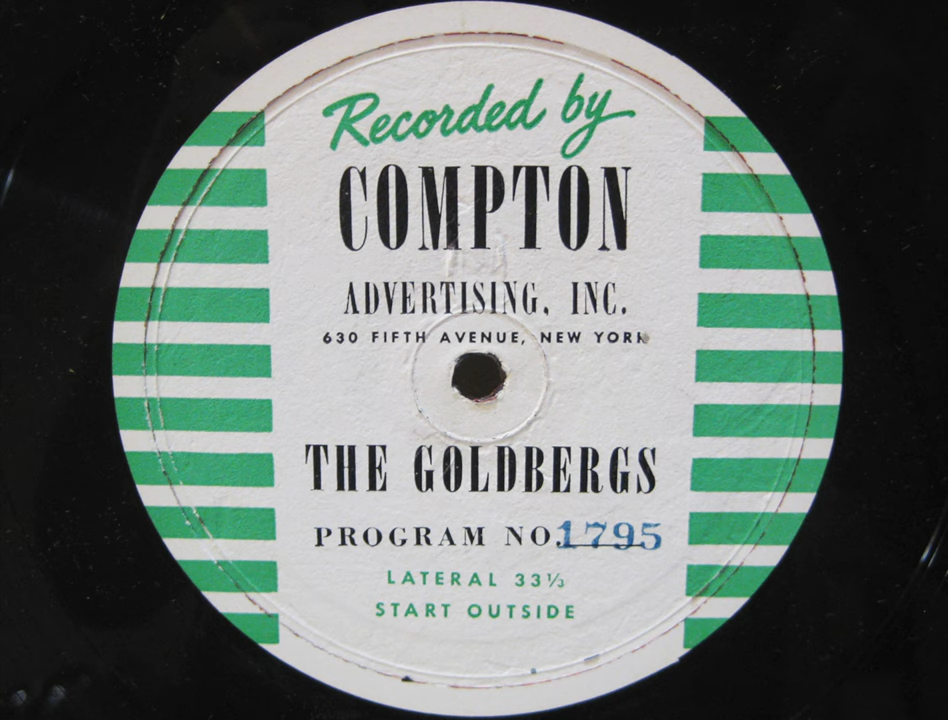 Recorded by
COMPTON
ADVERTISING, INC.
630 FIFTH AVENUE, NEW YORK
THE GOLDBERGS
PROGRAM NO. 1795
LATERAL 33⅓
START OUTSIDE